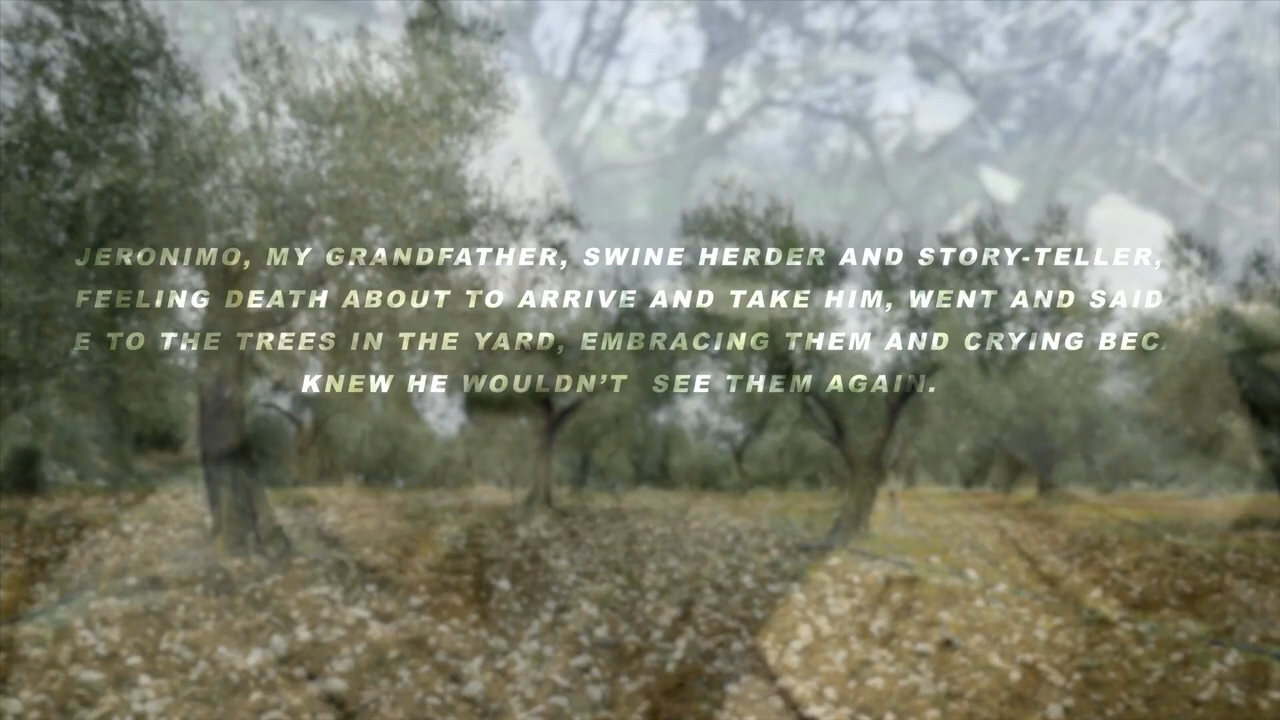 JERONIMO, MY GRANDFATHER, SWINE HERDER AND STORY-TELLER,
FEELING DEATH ABOUT TO ARRIVE AND TAKE HIM, WENT AND SAID
E TO THE TREES IN THE YARD, EMBRACING THEM AND CRYING BEC
KNEW HE WOULDN’T SEE THEM AGAIN.